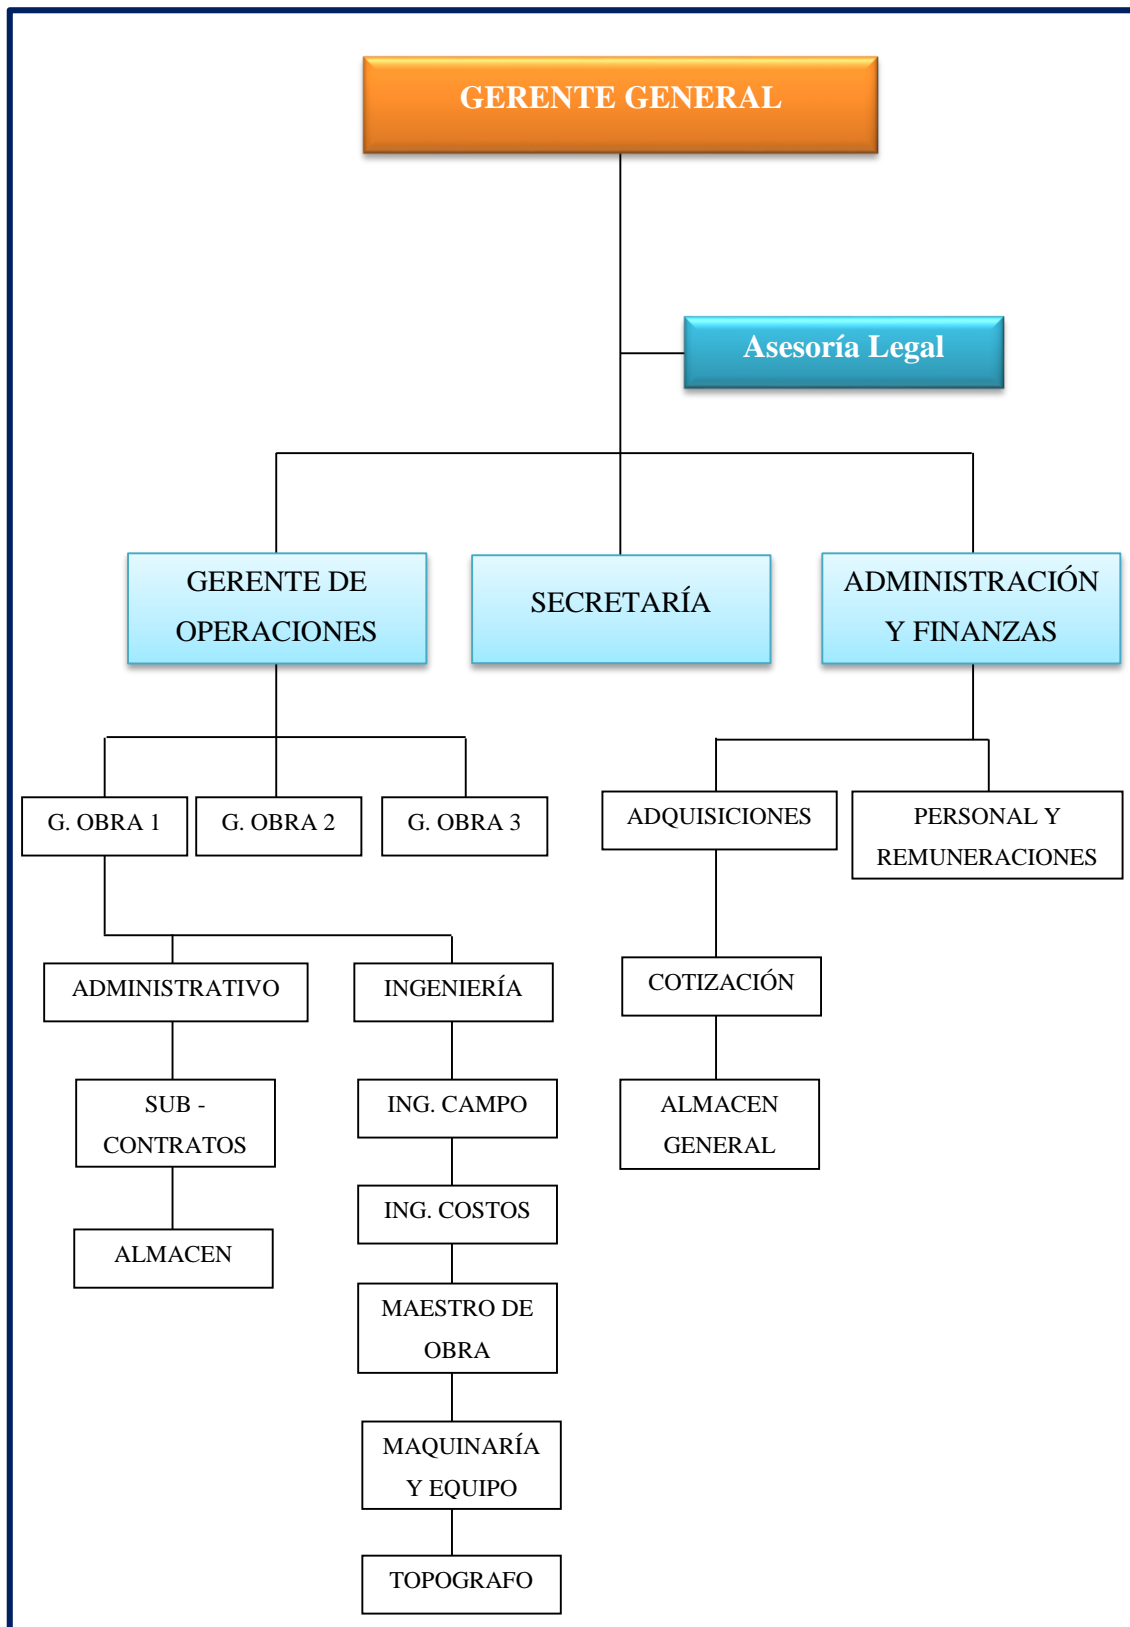 GERENTE GENERAL
Asesoría Legal
GERENTE DE
OPERACIONES
SECRETARÍA
ADMINISTRACIÓN
Y FINANZAS
G. OBRA 1
G. OBRA 2
G. OBRA 3
ADQUISICIONES
PERSONAL Y
REMUNERACIONES
ADMINISTRATIVO
INGENIERÍA
COTIZACIÓN
SUB -
CONTRATOS
ING. CAMPO
ALMACEN
GENERAL
ING. COSTOS
ALMACEN
MAESTRO DE
OBRA
MAQUINARÍA
Y EQUIPO
TOPOGRAFO